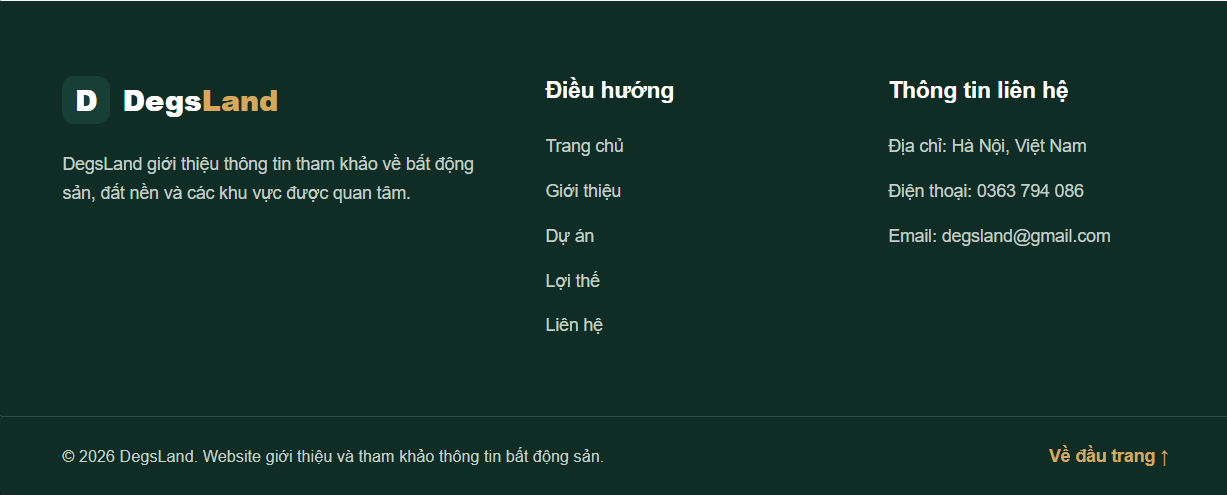 D DegsLand
DegsLand giới thiệu thông tin tham khảo về bất động
sản, đất nền và các khu vực được quan tâm.
Điều hướng
Trang chủ
Giới thiệu
Dự án
Lợi thế
Liên hệ
Thông tin liên hệ
Địa chỉ: Hà Nội, Việt Nam
Điện thoại: 0363 794 086
Email: degsland@gmail.com
© 2026 DegsLand. Website giới thiệu và tham khảo thông tin bất động sản.
Về đầu trang ↑